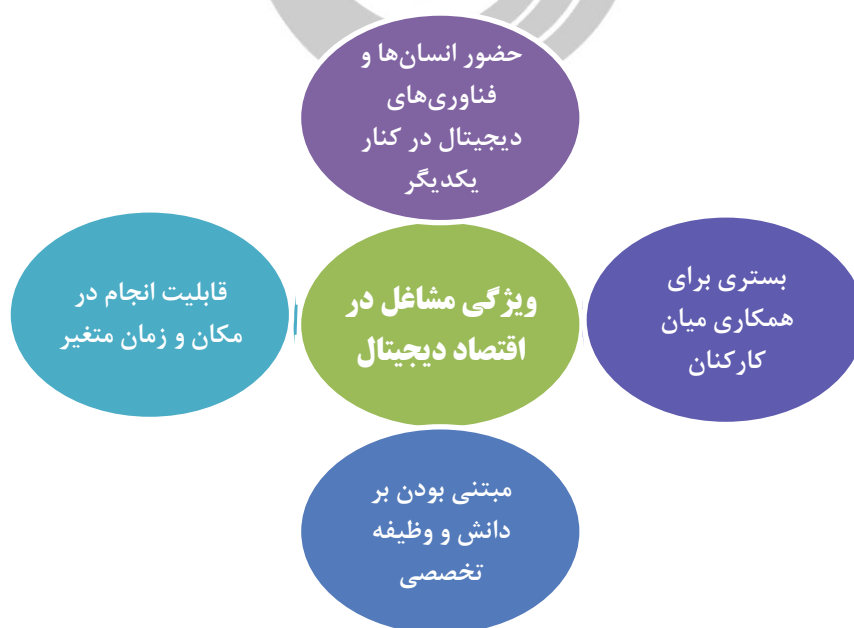 حضور انسان‌ها و
فناوری‌های
دیجیتال در کنار
یکدیگر
بستری برای
همکاری میان
کارکنان
ویژگی مشاغل در
اقتصاد دیجیتال
قابلیت انجام در
مکان و زمان متغیر
مبتنی بودن بر
دانش و وظیفه
تخصصی